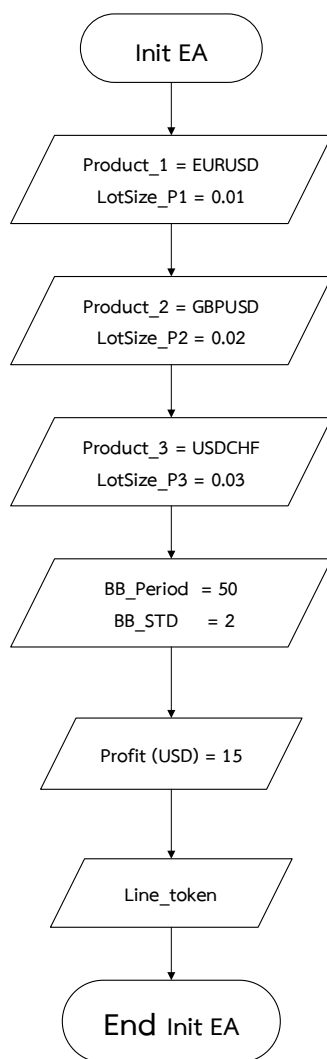 Init EA
Product_1 = EURUSD
LotSize_P1 = 0.01
Product_2 = GBPUSD
LotSize_P2 = 0.02
Product_3 = USDCHF
LotSize_P3 = 0.03
BB_Period = 50
BB_STD = 2
Profit (USD) = 15
Line_token
End Init EA